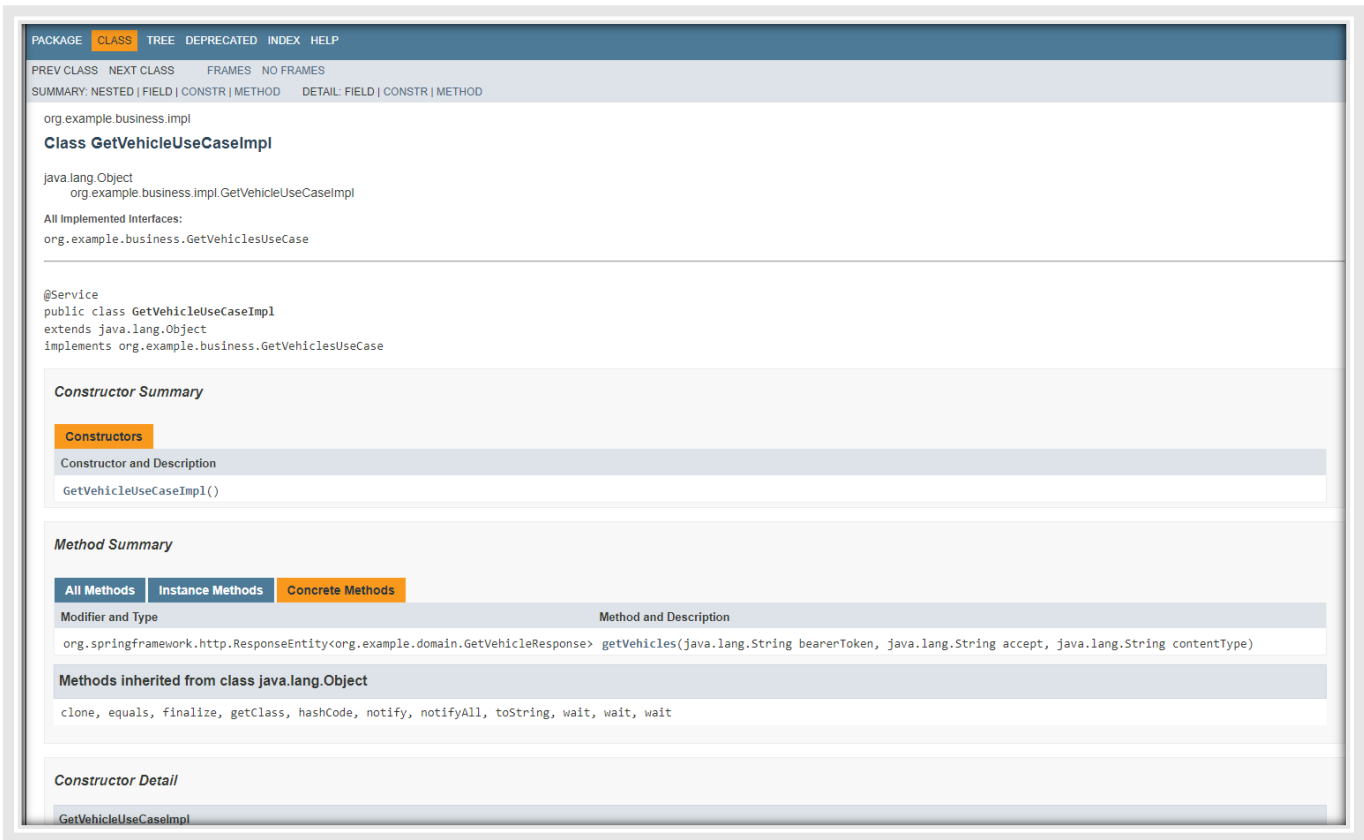 PACKAGE CLASS TREE DEPRECATED INDEX HELP
PREV CLASS NEXT CLASS FRAMES NO FRAMES
SUMMARY: NESTED | FIELD | CONSTR | METHOD DETAIL: FIELD | CONSTR | METHOD
org.example.business.impl
Class GetVehicleUseCaseImpl
java.lang.Object
org.example.business.impl.GetVehicleUseCaseImpl
All Implemented Interfaces:
org.example.business.GetVehiclesUseCase
@Service
public class GetVehicleUseCaseImpl
extends java.lang.Object
implements org.example.business.GetVehiclesUseCase
Constructor Summary
Constructors
Constructor and Description
GetVehicleUseCaseImpl()
Method Summary
All Methods Instance Methods Concrete Methods
Modifier and Type Method and Description
org.springframework.http.ResponseEntity<org.example.domain.GetVehicleResponse> getVehicles(java.lang.String bearerToken, java.lang.String accept, java.lang.String contentType)
Methods inherited from class java.lang.Object
clone, equals, finalize, getClass, hashCode, notify, notifyAll, toString, wait, wait, wait
Constructor Detail
GetVehicleUseCaseImpl